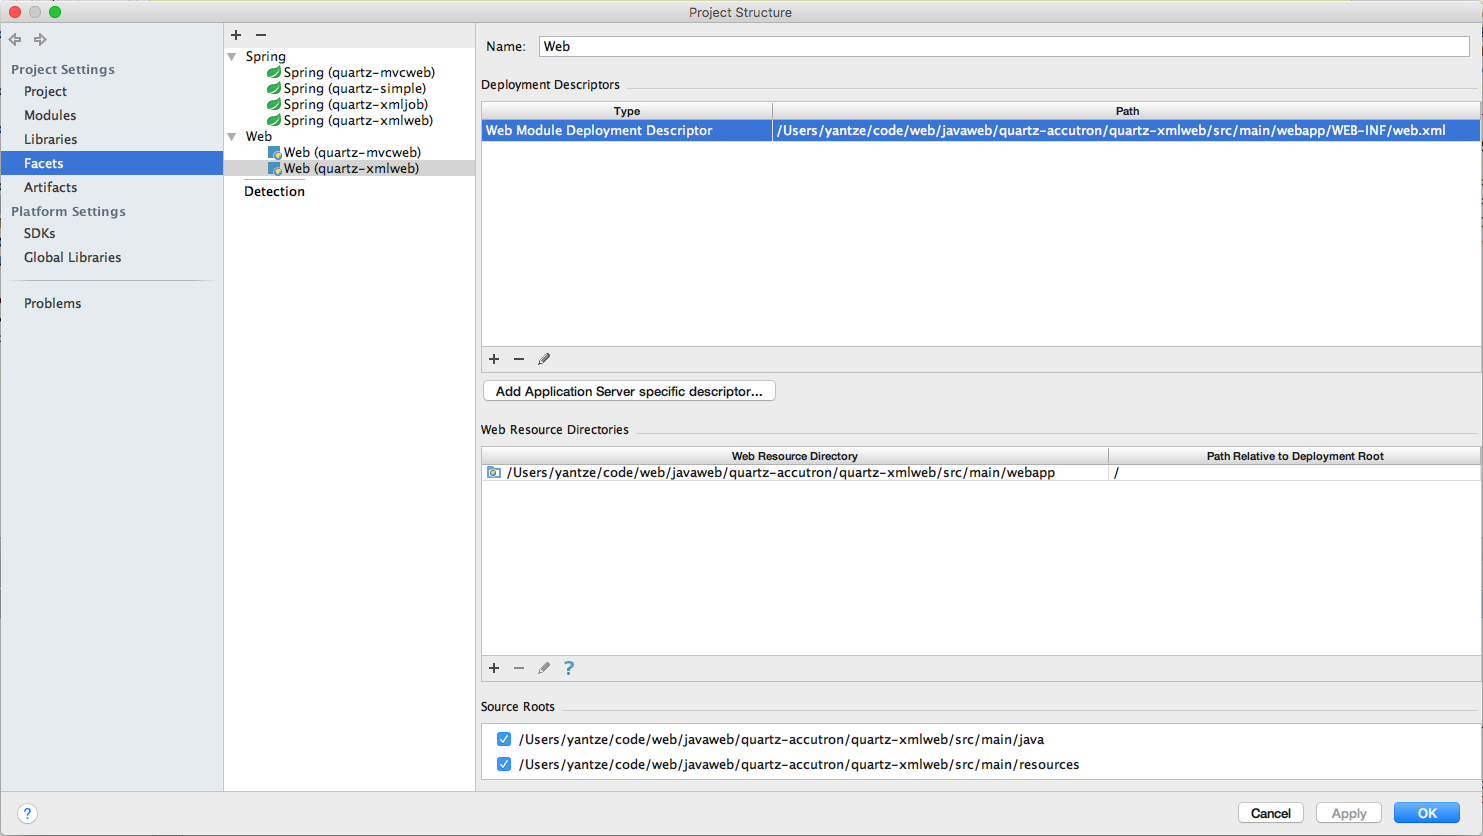 Project Structure
Project Settings
Project
Modules
Libraries
Facets
Artifacts
Platform Settings
SDKs
Global Libraries
Problems
Spring
Spring (quartz-mvcweb)
Spring (quartz-simple)
Spring (quartz-xmljob)
Spring (quartz-xmlweb)
Web
Web (quartz-mvcweb)
Web (quartz-xmlweb)
Detection
Name: Web
Deployment Descriptors
Type Path
Web Module Deployment Descriptor /Users/yantze/code/web/javaweb/quartz-accutron/quartz-xmlweb/src/main/webapp/WEB-INF/web.xml
Add Application Server specific descriptor...
Web Resource Directories
Web Resource Directory Path Relative to Deployment Root
/Users/yantze/code/web/javaweb/quartz-accutron/quartz-xmlweb/src/main/webapp /
?
Source Roots
/Users/yantze/code/web/javaweb/quartz-accutron/quartz-xmlweb/src/main/java
/Users/yantze/code/web/javaweb/quartz-accutron/quartz-xmlweb/src/main/resources
? Cancel Apply OK